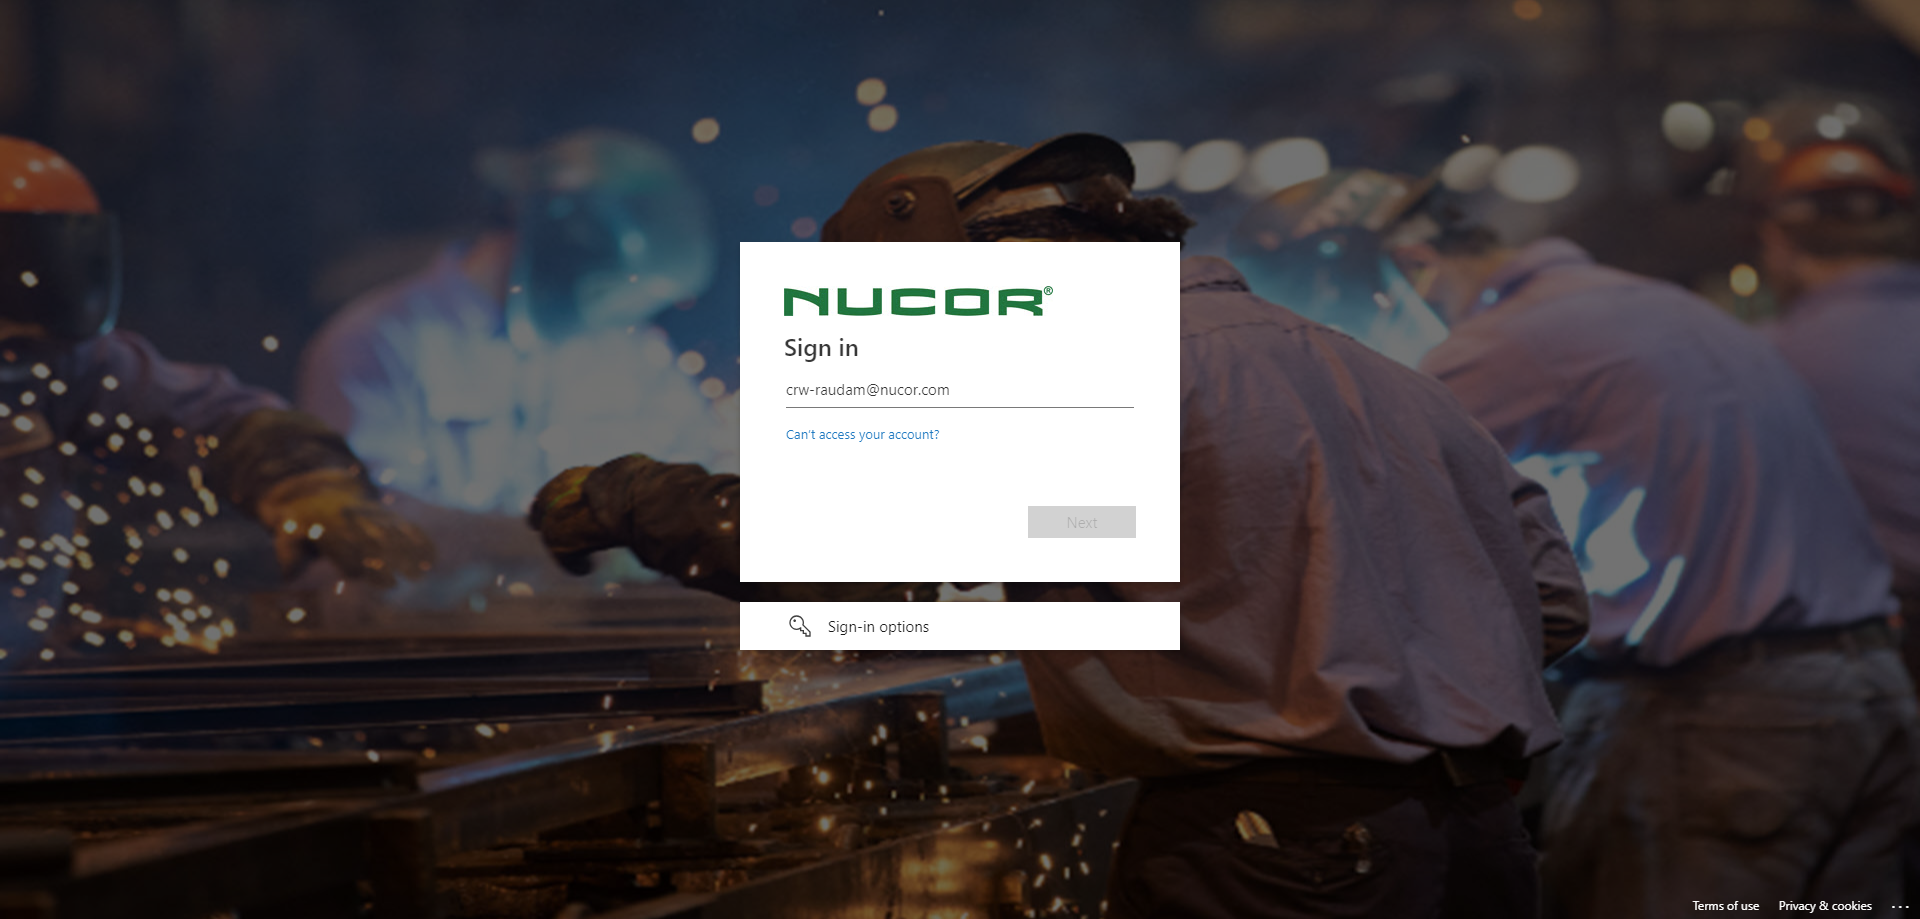 NUCOR®
Sign in
crw-raudam@nucor.com
Can't access your account?
Next
Sign-in options
Terms of use Privacy & cookies ...